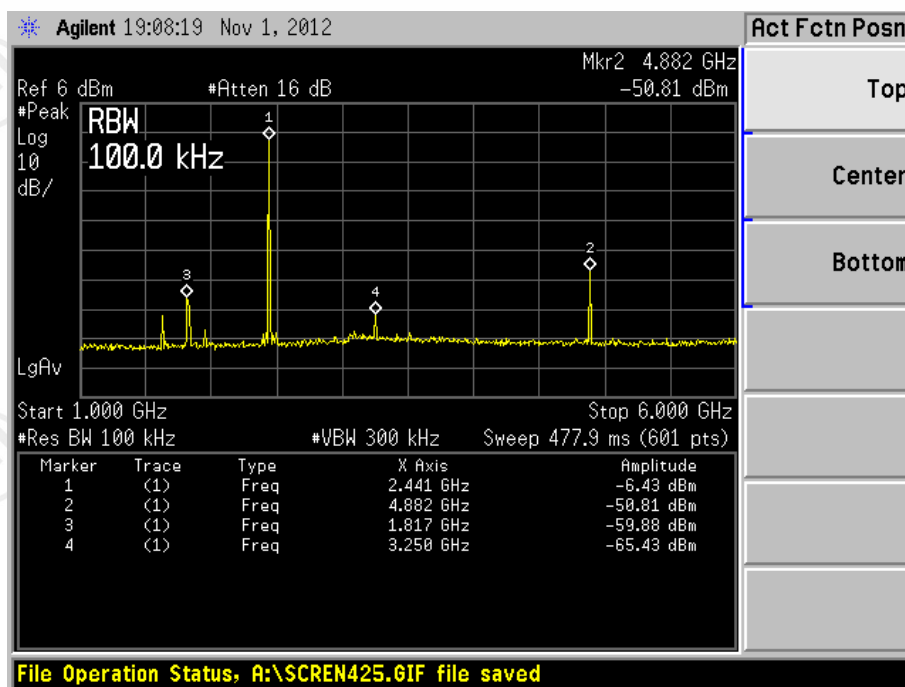 Agilent 19:08:19 Nov 1, 2012
Act Fctn Posn
Mkr2 4.882 GHz
Ref 6 dBm #Atten 16 dB -50.81 dBm
#Peak
Log
10
dB/
RBW
100.0 kHz
1
2
3
4
LgAv
Start 1.000 GHz Stop 6.000 GHz
#Res BW 100 kHz #VBW 300 kHz Sweep 477.9 ms (601 pts)
Marker Trace Type X Axis Amplitude
1 (1) Freq 2.441 GHz -6.43 dBm
2 (1) Freq 4.882 GHz -50.81 dBm
3 (1) Freq 1.817 GHz -59.88 dBm
4 (1) Freq 3.250 GHz -65.43 dBm
Top
Center
Bottom
File Operation Status, A:\SCREN425.GIF file saved